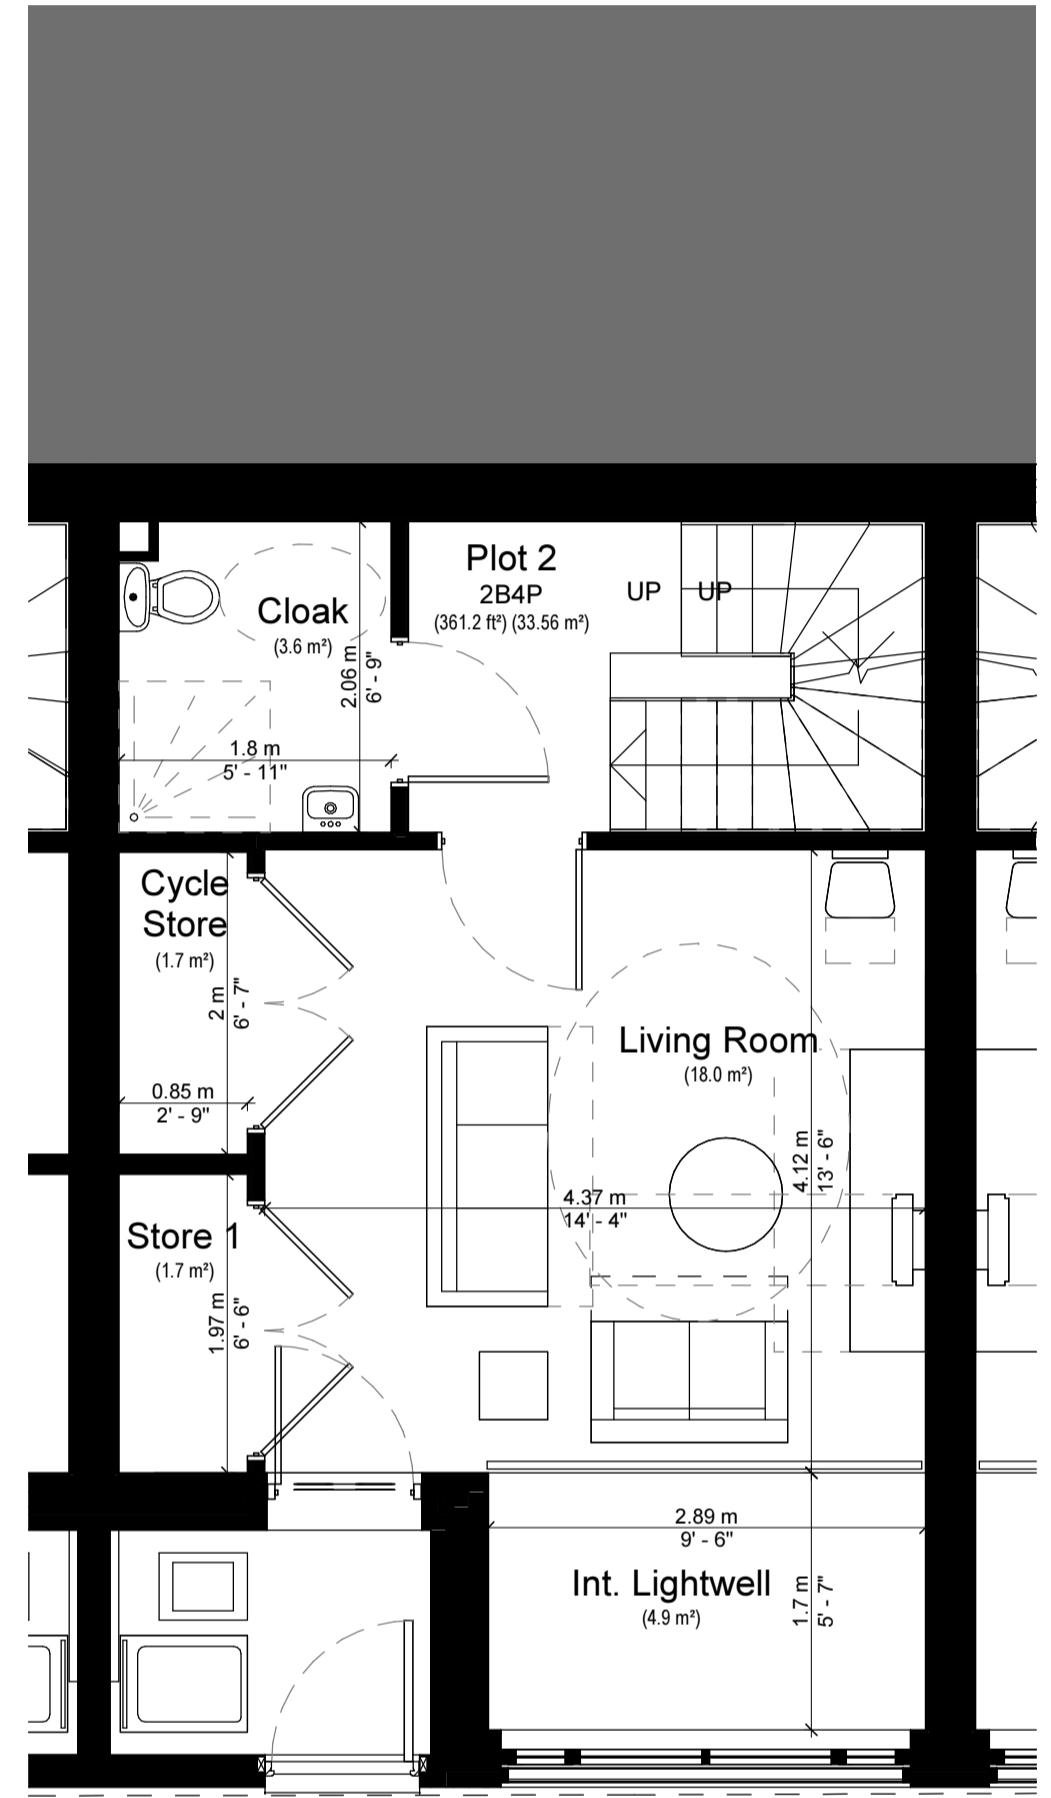 Plot 2
2B4P
(361.2 ft²) (33.56 m²)
UP UP
Cloak
(3.6 m²)
2.06 m
6' - 9"
1.8 m
5' - 11"
Cycle
Store
(1.7 m²)
2 m
6' - 7"
0.85 m
2' - 9"
Living Room
(18.0 m²)
4.12 m
13' - 6"
4.37 m
14' - 4"
Store 1
(1.7 m²)
1.97 m
6' - 6"
2.89 m
9' - 6"
Int. Lightwell
(4.9 m²)
1.7 m
5' - 7"